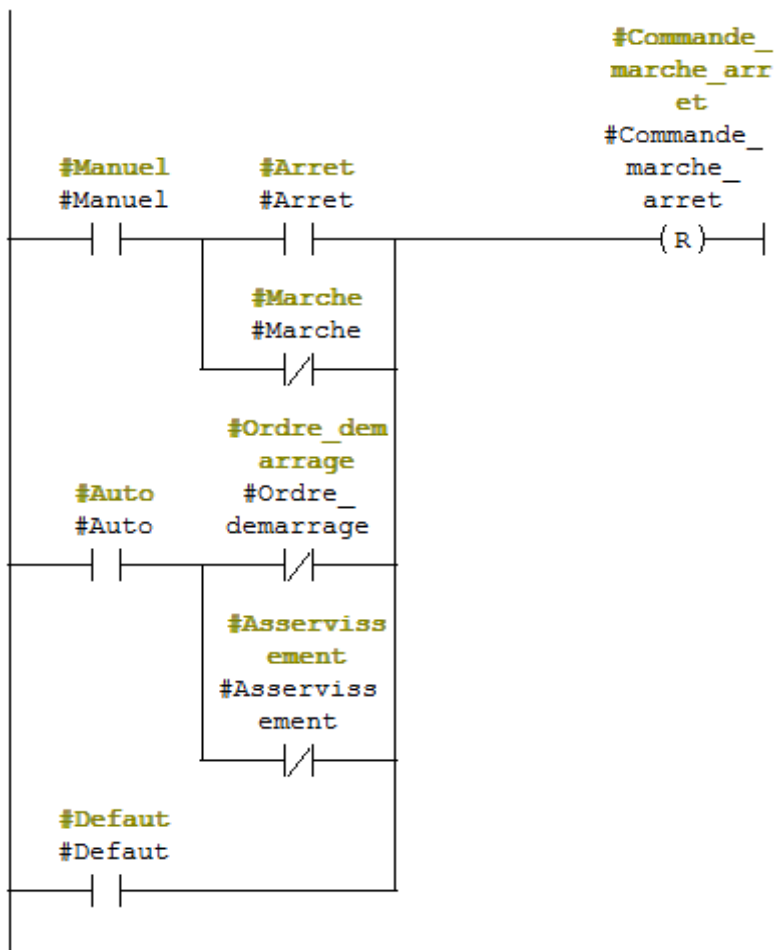 #Commande_
marche_arr
et
#Commande_
marche_
arret
#Manuel
#Manuel
#Arret
#Arret
( R )
#Marche
#Marche
#Ordre_dem
arrage
#Ordre_
demarrage
#Auto
#Auto
#Asserviss
ement
#Asserviss
ement
#Defaut
#Defaut